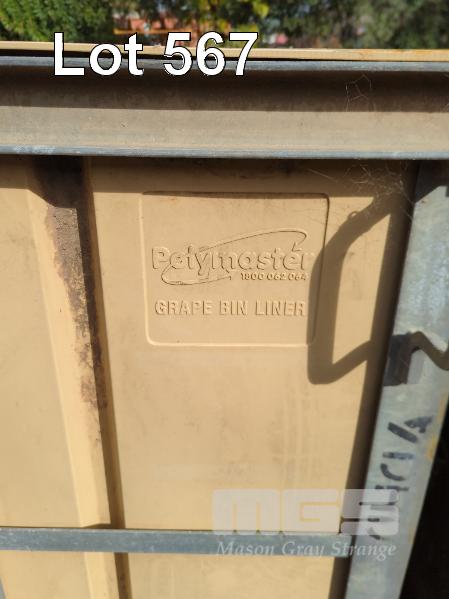 Lot 567
Polymaster
1800 062 064
GRAPE BIN LINER
MGS
Mason Gray Strange